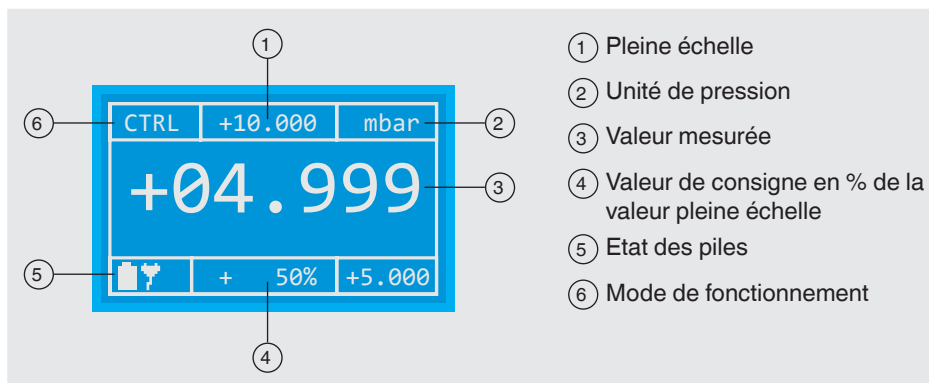 1
6
CTRL
+10.000
mbar
2
+04.999
3
5
+ 50%
+5.000
4
1 Pleine échelle
2 Unité de pression
3 Valeur mesurée
4 Valeur de consigne en % de la
valeur pleine échelle
5 Etat des piles
6 Mode de fonctionnement